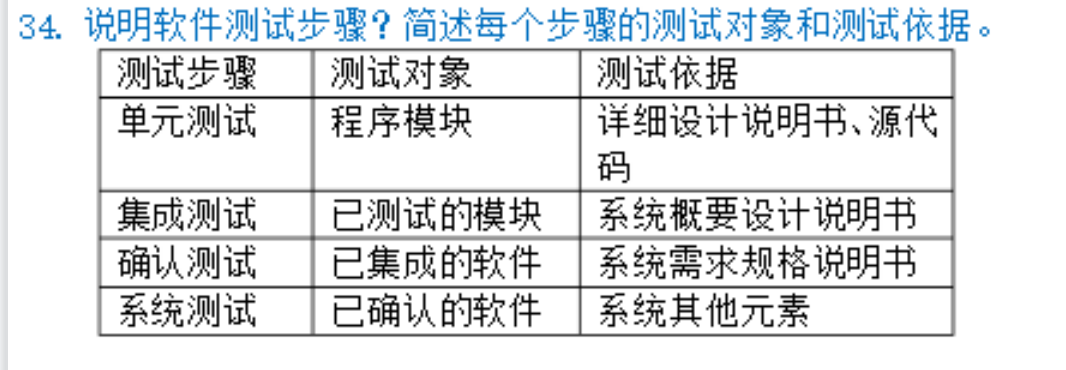 34. 说明软件测试步骤？简述每个步骤的测试对象和测试依据。
测试步骤 测试对象 测试依据
单元测试 程序模块 详细设计说明书、源代
码
集成测试 已测试的模块 系统概要设计说明书
确认测试 已集成的软件 系统需求规格说明书
系统测试 已确认的软件 系统其他元素